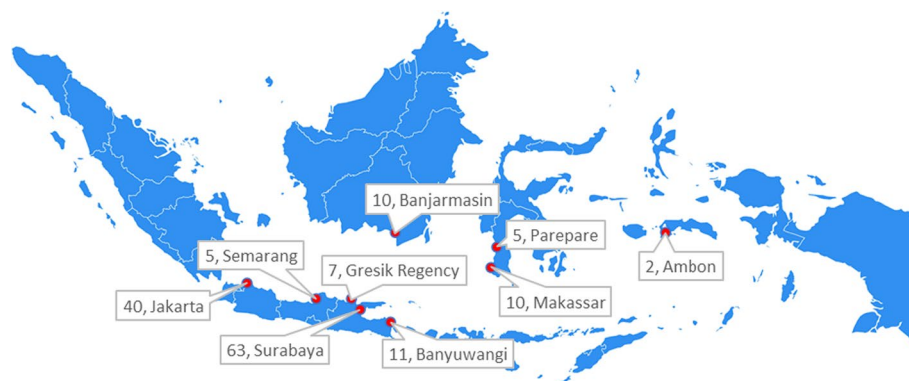 10, Banjarmasin
5, Parepare
5, Semarang
7, Gresik Regency
2, Ambon
40, Jakarta
10, Makassar
63, Surabaya
11, Banyuwangi